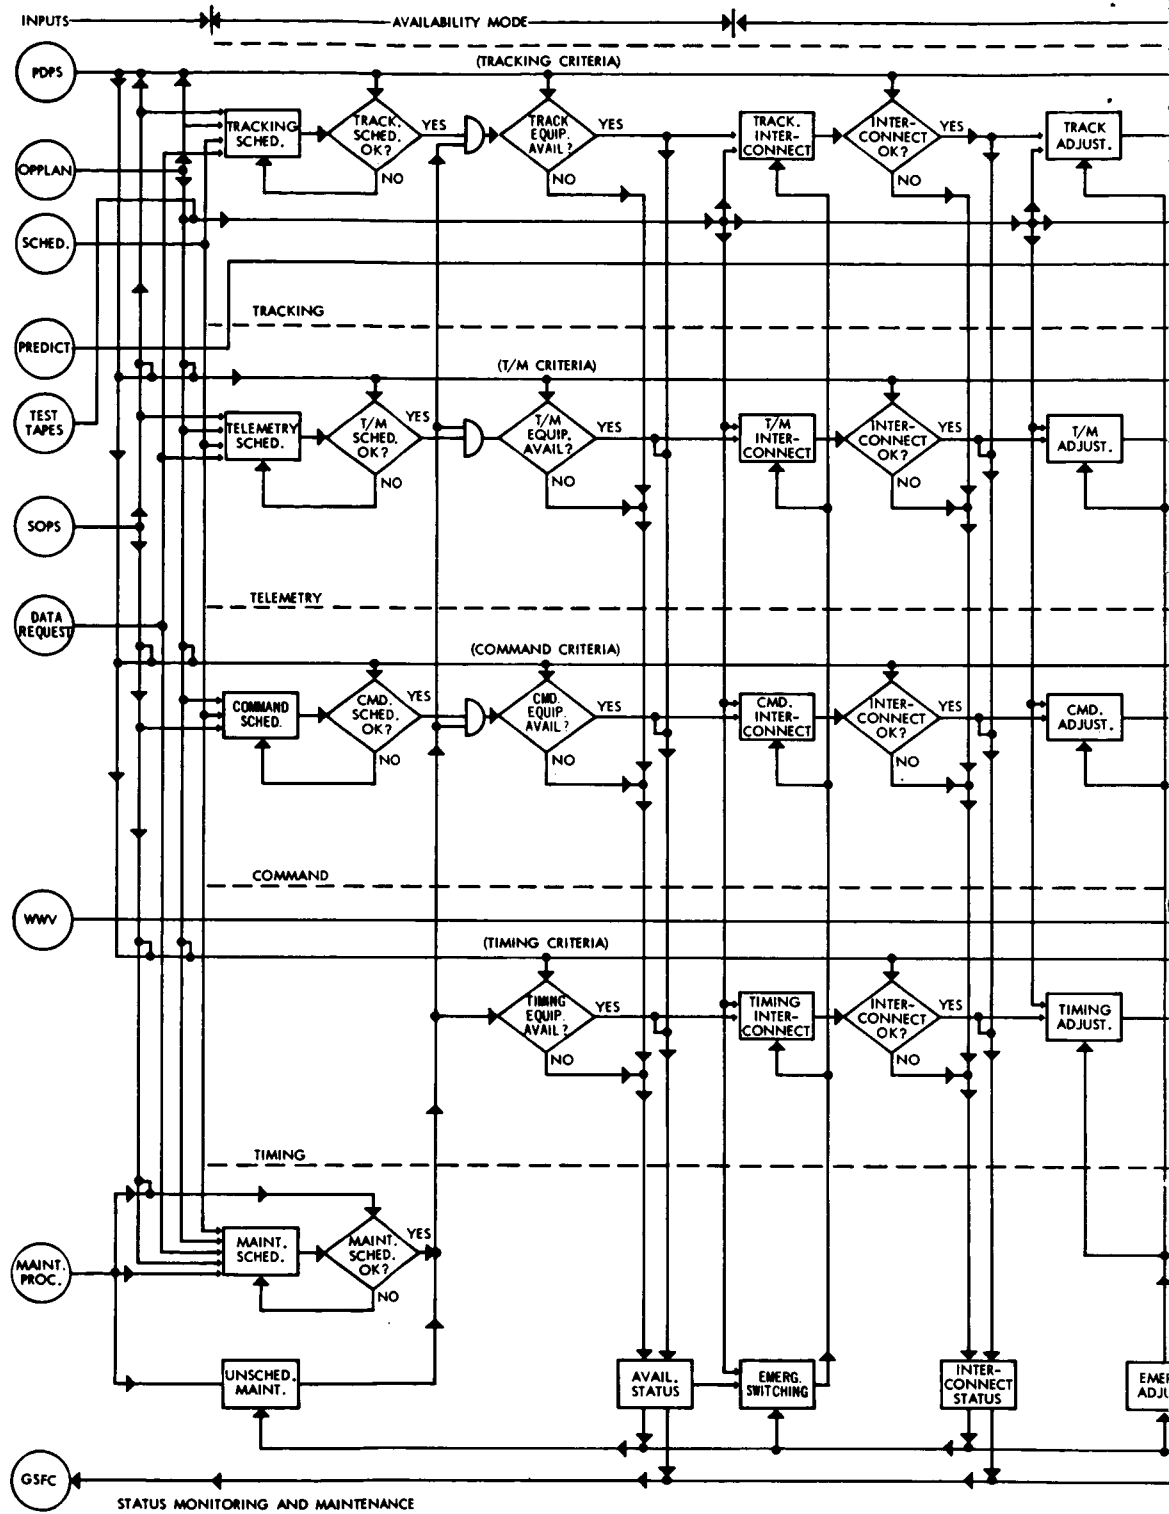 INPUTS
AVAILABILITY MODE
PDPS
(TRACKING CRITERIA)
TRACKING
SCHED.
TRACK.
SCHED.
OK?
YES
NO
TRACK
EQUIP.
AVAIL?
YES
NO
TRACK.
INTER-
CONNECT
INTER-
CONNECT
OK?
YES
NO
TRACK
ADJUST.
OPPLAN
SCHED.
TRACKING
PREDICT
(T/M CRITERIA)
TEST
TAPES
TELEMETRY
SCHED.
T/M
SCHED.
OK?
YES
NO
T/M
EQUIP.
AVAIL?
YES
NO
T/M
INTER-
CONNECT
INTER-
CONNECT
OK?
YES
NO
T/M
ADJUST.
SOPS
TELEMETRY
DATA
REQUEST
(COMMAND CRITERIA)
COMMAND
SCHED.
CMD.
SCHED.
OK?
YES
NO
CMD.
EQUIP.
AVAIL?
YES
NO
CMD.
INTER-
CONNECT
INTER-
CONNECT
OK?
YES
NO
CMD.
ADJUST.
COMMAND
WWV
(TIMING CRITERIA)
TIMING
EQUIP.
AVAIL?
YES
NO
TIMING
INTER-
CONNECT
INTER-
CONNECT
OK?
YES
NO
TIMING
ADJUST.
TIMING
MAINT.
PROC.
MAINT.
SCHED.
MAINT.
SCHED.
OK?
YES
NO
UNSCHED.
MAINT.
AVAIL.
STATUS
EMERG.
SWITCHING
INTER-
CONNECT
STATUS
EMER
ADJU
GSFC
STATUS MONITORING AND MAINTENANCE